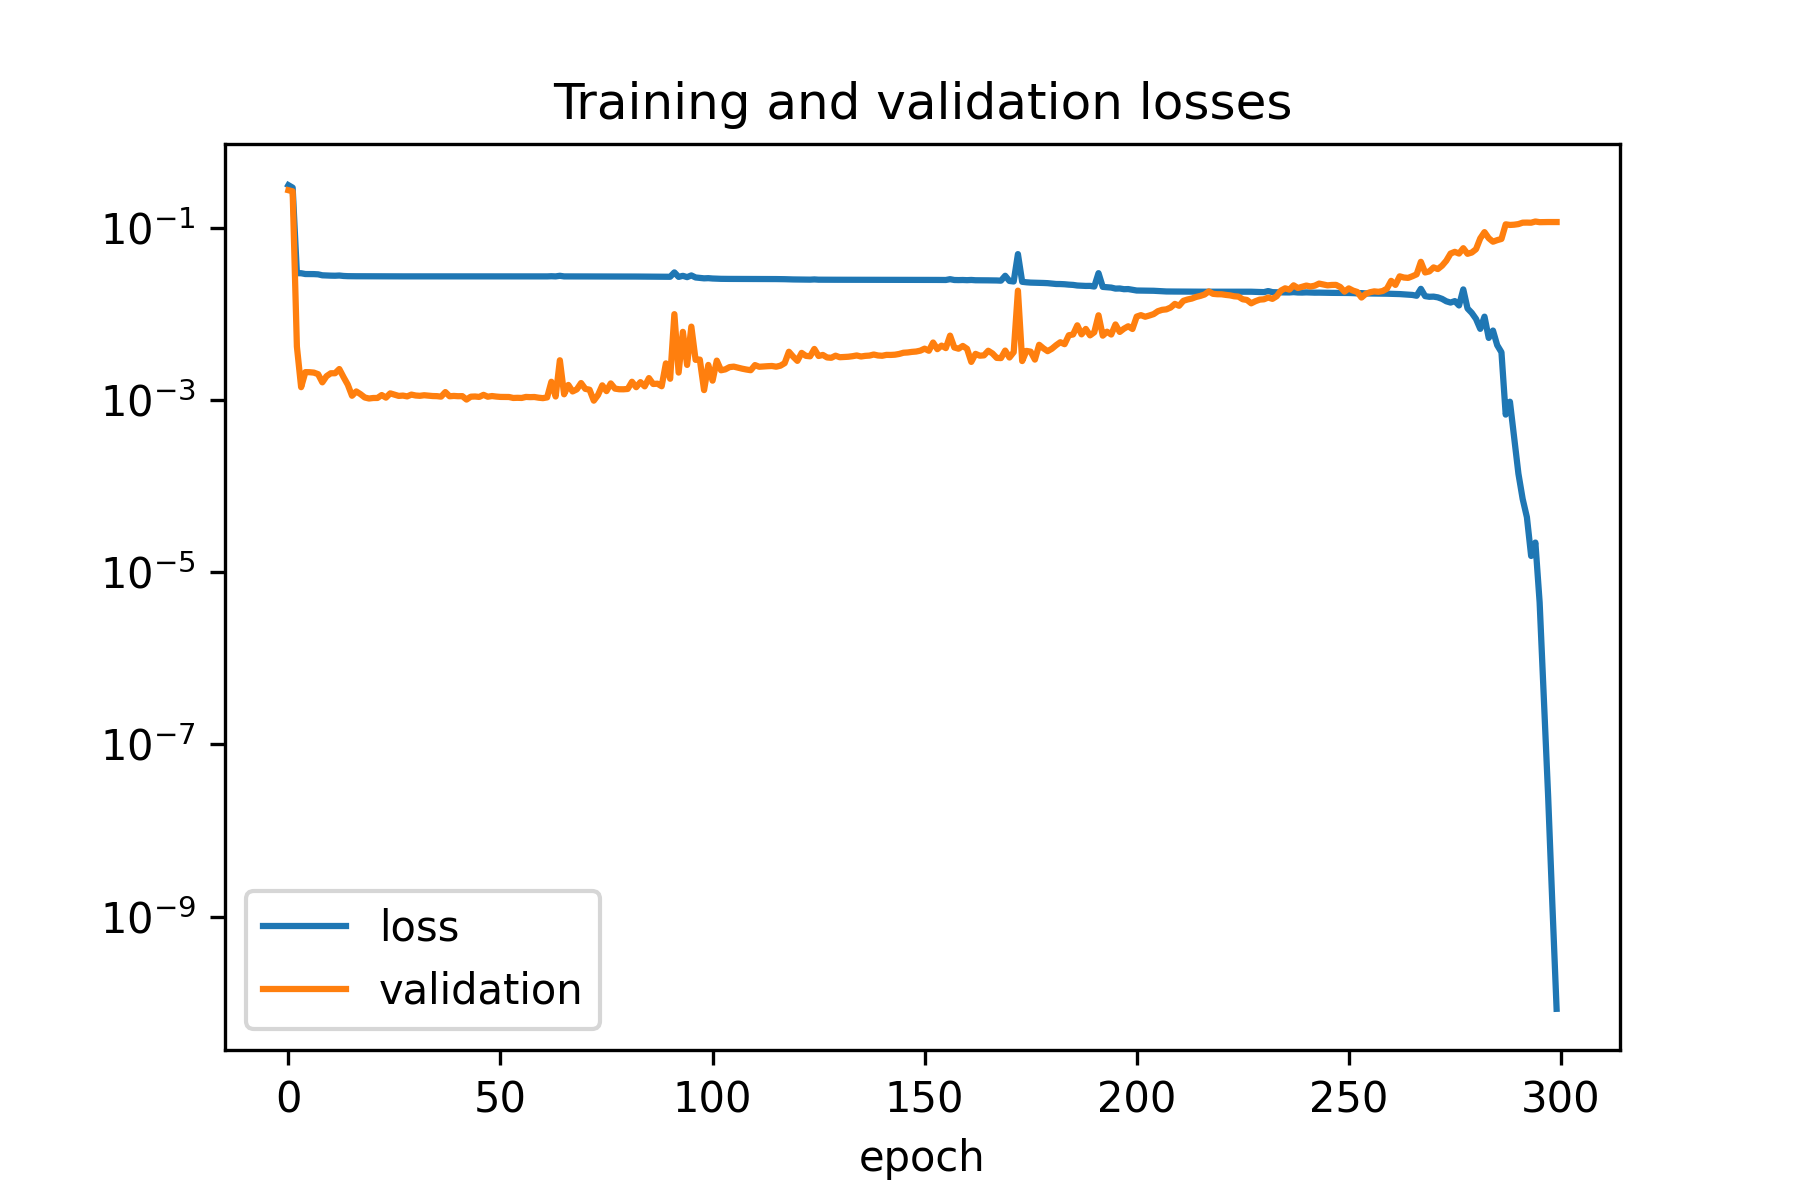 Training and validation losses
10⁻¹
10⁻³
10⁻⁵
10⁻⁷
10⁻⁹
loss
validation
0 50 100 150 200 250 300
epoch